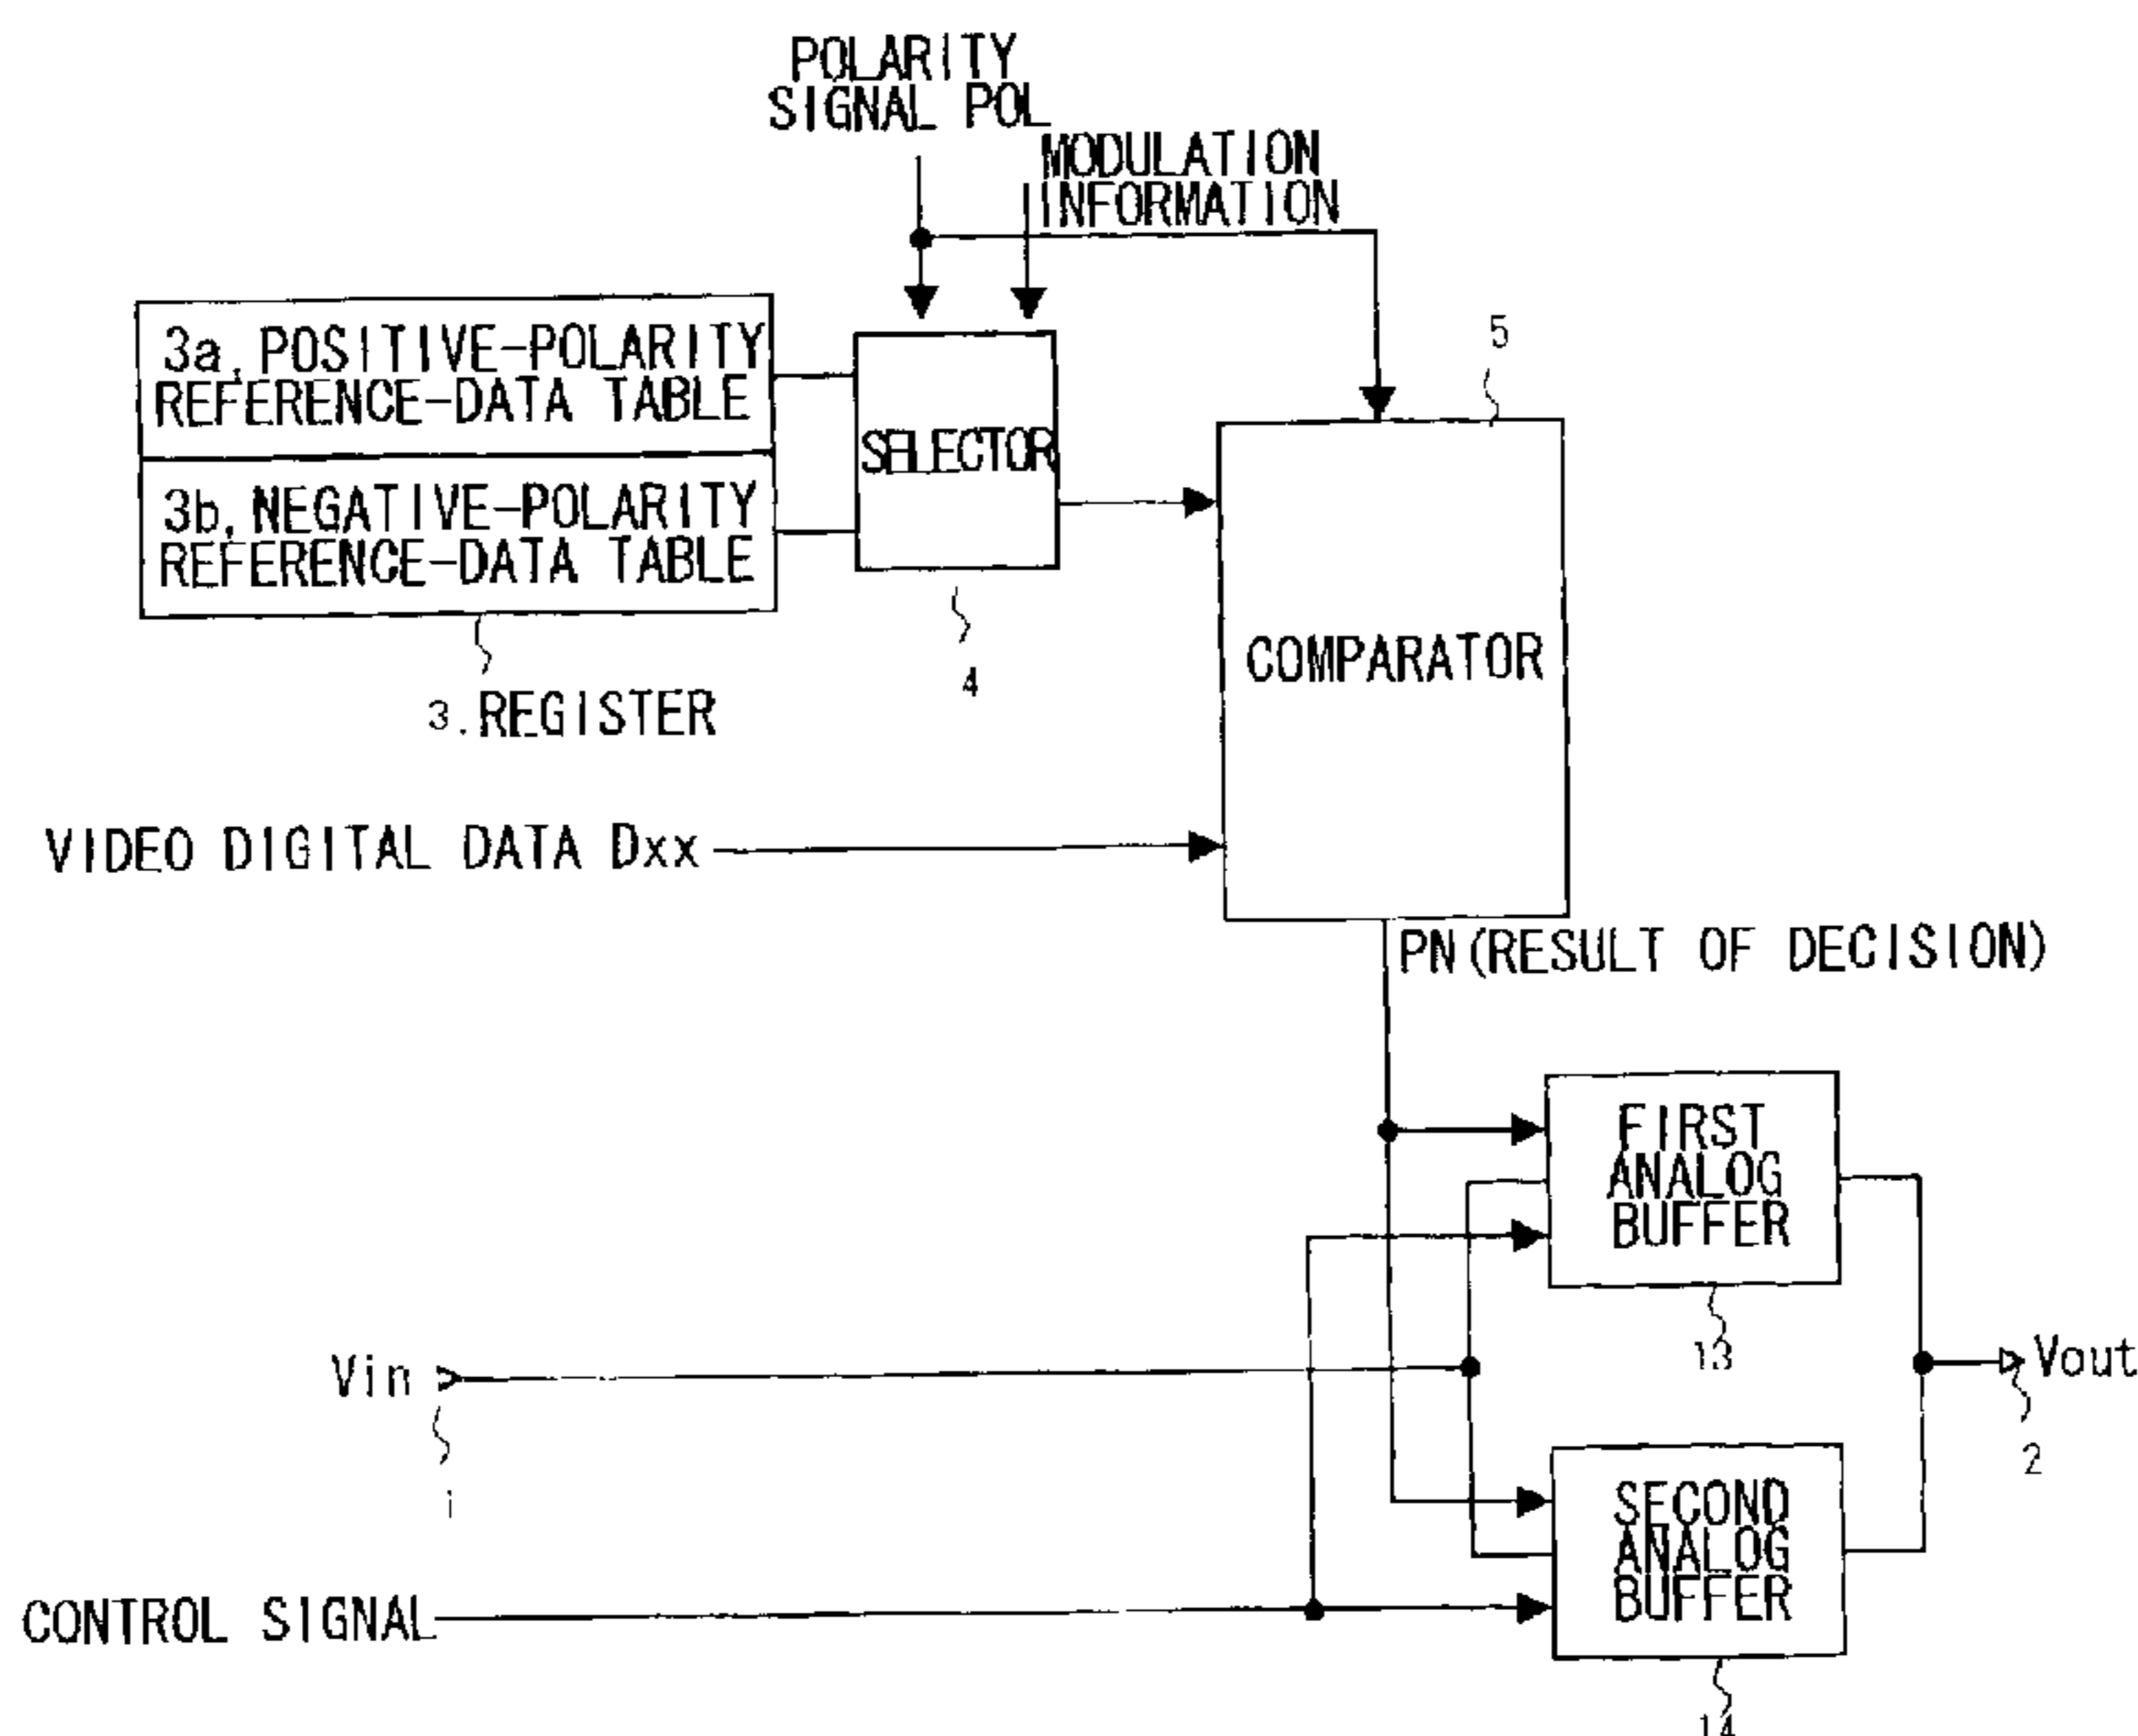 POLARITY
SIGNAL POL
MODULATION
INFORMATION
3a. POSITIVE-POLARITY
REFERENCE-DATA TABLE
3b. NEGATIVE-POLARITY
REFERENCE-DATA TABLE
SELECTOR
5
4
3. REGISTER
COMPARATOR
VIDEO DIGITAL DATA Dxx
PN(RESULT OF DECISION)
FIRST
ANALOG
BUFFER
13
Vin
1
Vout
2
SECOND
ANALOG
BUFFER
CONTROL SIGNAL
14